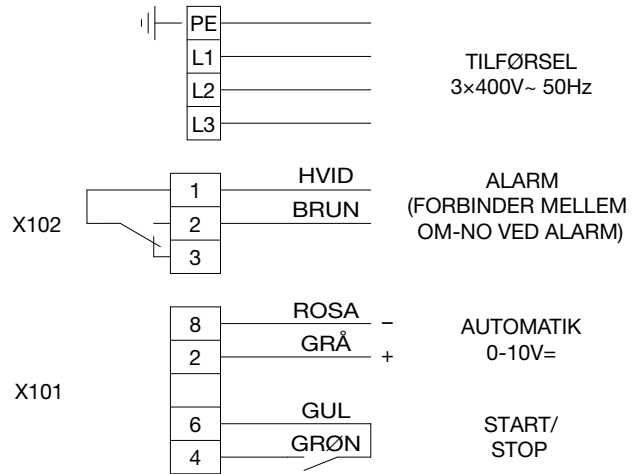 PE
L1
L2
L3
TILFØRSEL
3×400V~ 50Hz
X102
1
2
3
HVID
BRUN
ALARM
(FORBINDER MELLEM
OM-NO VED ALARM)
X101
8
2
6
4
ROSA –
GRÅ +
GUL
GRØN
AUTOMATIK
0-10V=
START/
STOP